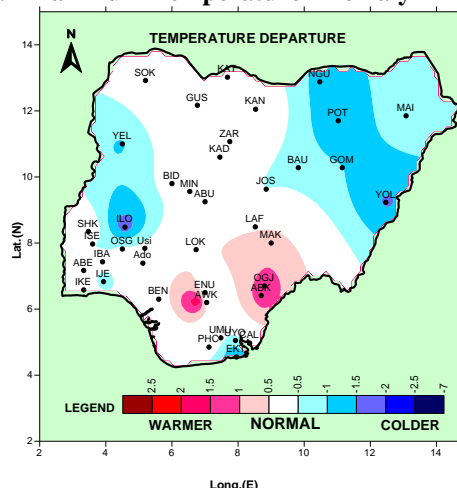 N
TEMPERATURE DEPARTURE
SOK
KAT
NGU
GUS
KAN
POT
MAI
YEL
ZAR
KAD
BAU
GOM
BID
MIN
ABU
JOS
YOL
ILO
SHK
ISE
OSG
Usi
LAF
MAK
IBA
Ado
LOK
ABE
IJE
IKE
BEN
ENU
AWK
OGJ
UMU
UYO
CAL
PHC
EKT
LEGEND
2.5
2
1.5
1
0.5
-0.5
-1
-1.5
-2
-2.5
-7
WARMER
NORMAL
COLDER
14
12
10
8
6
4
2
2
4
6
8
10
12
14
Lat.(N)
Long.(E)